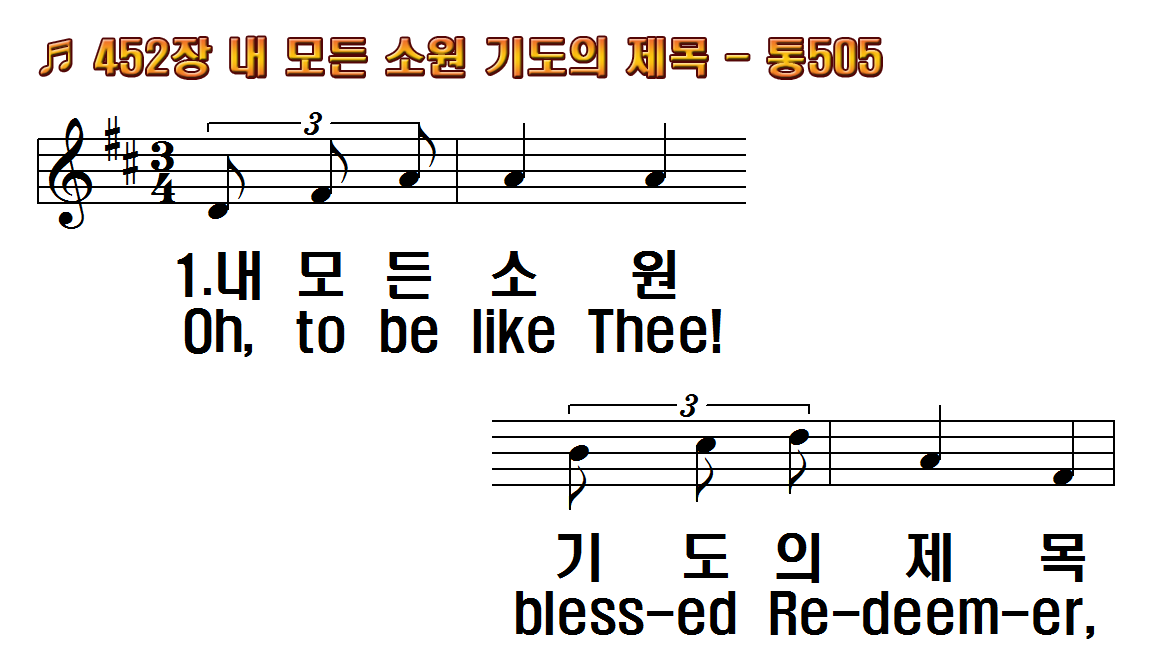 ♬ 452장 내 모든 소원 기도의 제목 - 통505
3
3
4
1.내 모 든 소 원
Oh, to be like Thee!
3
기 도 의 제 목
bless-ed Re-deem-er,